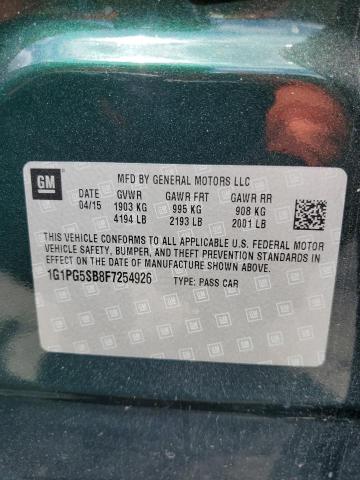 GM
MFD BY GENERAL MOTORS LLC
DATE GVWR GAWR FRT GAWR RR
04/15 1903 KG 995 KG 908 KG
4194 LB 2193 LB 2001 LB
THIS VEHICLE CONFORMS TO ALL APPLICABLE U.S. FEDERAL MOTOR
VEHICLE SAFETY, BUMPER, AND THEFT PREVENTION STANDARDS
IN EFFECT ON THE DATE OF MANUFACTURE SHOWN ABOVE.
1G1PG5SB8F7254926 TYPE: PASS CAR